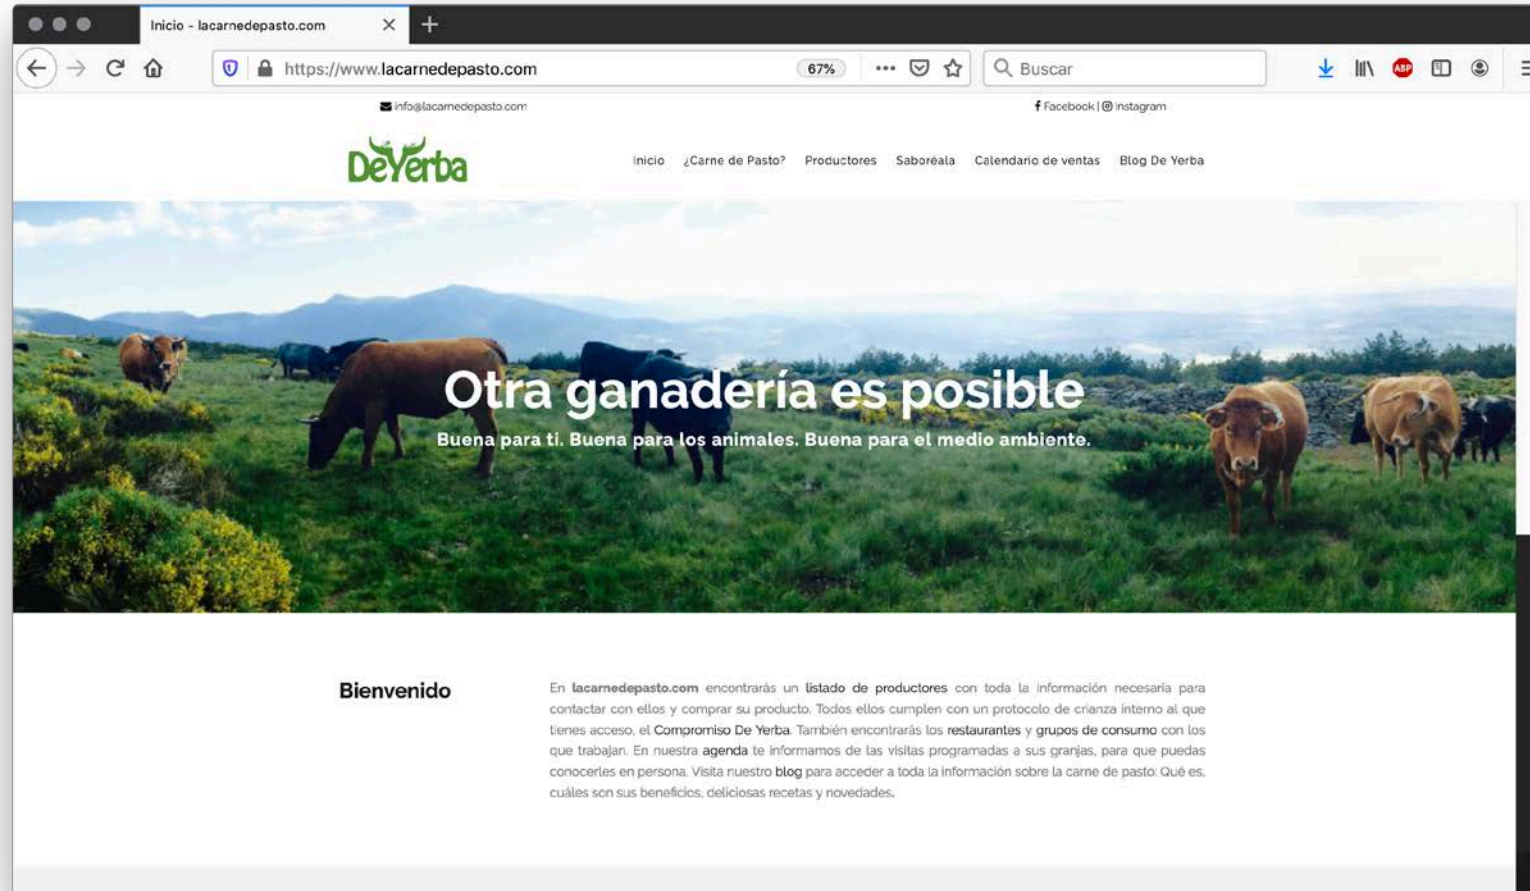 Inicio - lacarnedepasto.com
https://www.lacarnedepasto.com
67%
Buscar
ABP
info@lacarnedepasto.com
Facebook | Instagram
DeYerba
Inicio ¿Carne de Pasto? Productores Saboréala Calendario de ventas Blog De Yerba
Otra ganadería es posible
Buena para ti. Buena para los animales. Buena para el medio ambiente.
Bienvenido
En lacarnedepasto.com encontrarás un listado de productores con toda la información necesaria para
contactar con ellos y comprar su producto. Todos ellos cumplen con un protocolo de crianza interno al que
tienes acceso, el Compromiso De Yerba. También encontrarás los restaurantes y grupos de consumo con los
que trabajan. En nuestra agenda te informamos de las visitas programadas a sus granjas, para que puedas
conocerles en persona. Visita nuestro blog para acceder a toda la información sobre la carne de pasto: Qué es,
cuáles son sus beneficios, deliciosas recetas y novedades.